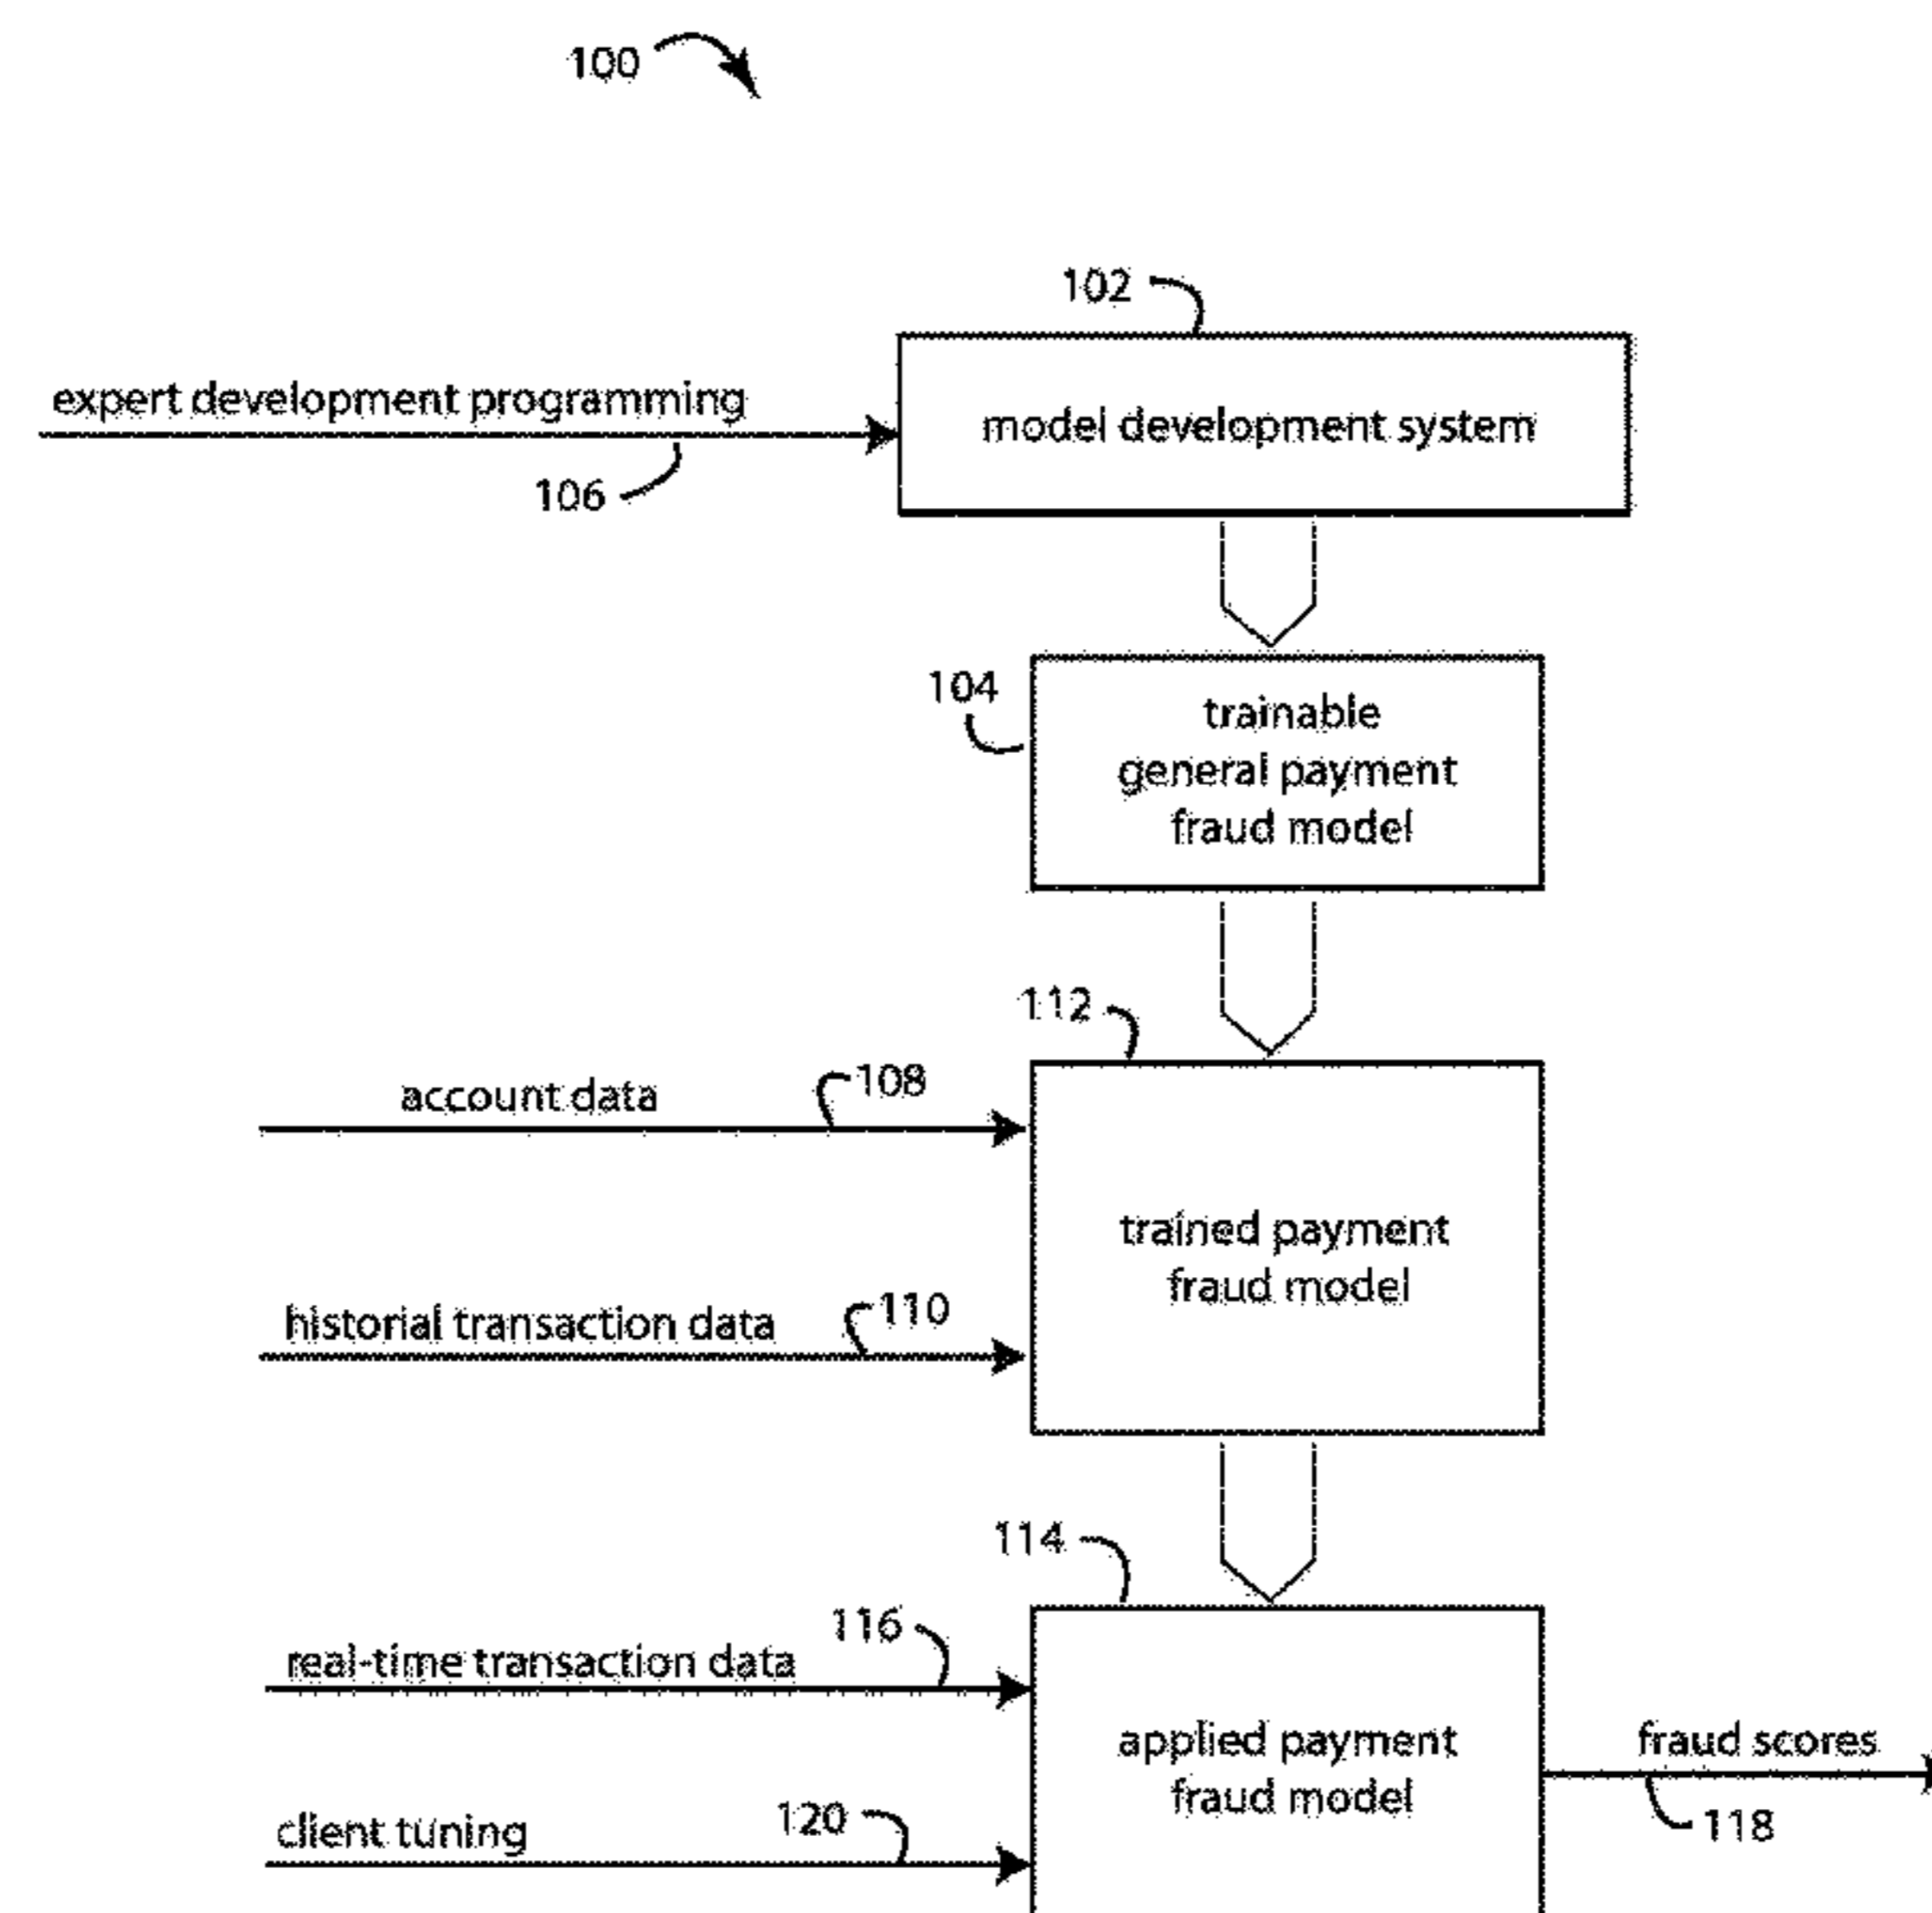 100
102
expert development programming
model development system
106
104
trainable
general payment
fraud model
112
account data
108
trained payment
fraud model
historial transaction data
110
114
116
real-time transaction data
applied payment
fraud model
fraud scores
118
client tuning
120